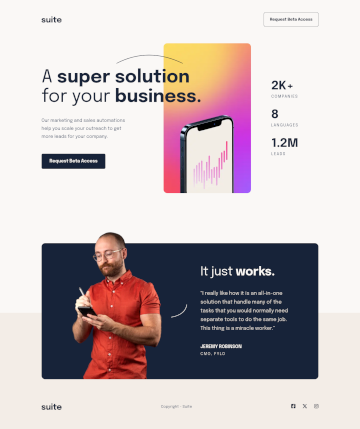 suite
Request Beta Access
A super solution
for your business.
Our marketing and sales automations
help you scale your outreach to get
more leads for your company.
Request Beta Access
2K+
COMPANIES
8
LANGUAGES
1.2M
LEADS
It just works.
"I really like how it is an all-in-one
solution that handle many of the
tasks that you would normally need
separate tools to do the same job.
This thing is a miracle worker."
JEREMY ROBINSON
CMO, FYLO
suite
Copyright - Suite